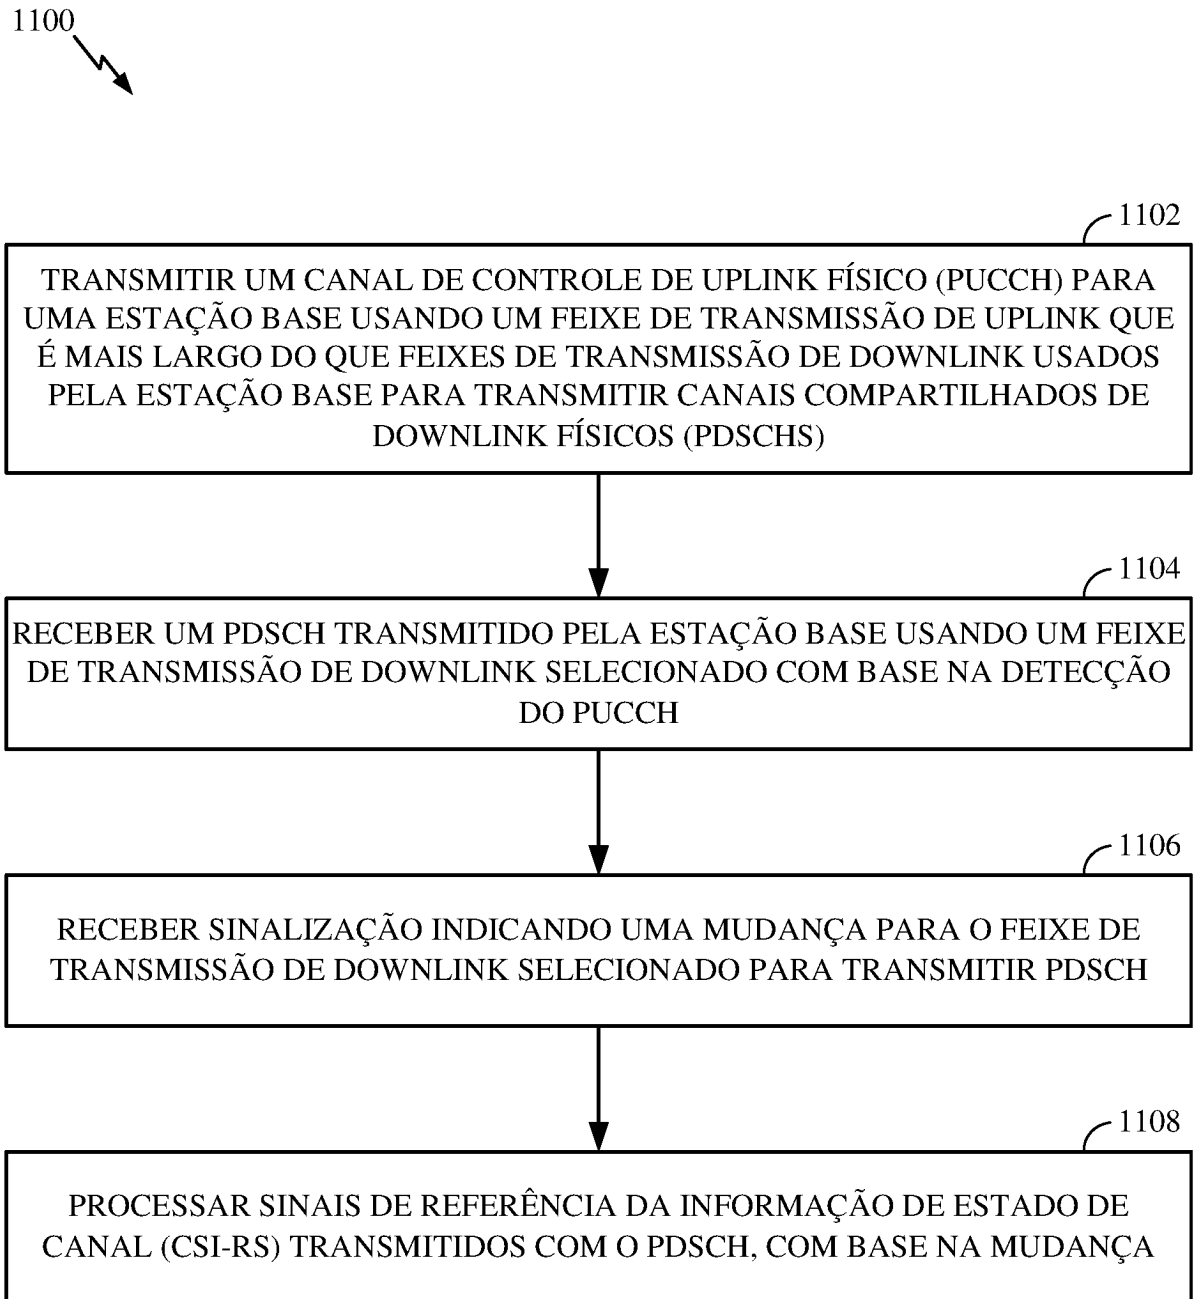 1100
1102
TRANSMITIR UM CANAL DE CONTROLE DE UPLINK FÍSICO (PUCCH) PARA
UMA ESTAÇÃO BASE USANDO UM FEIXE DE TRANSMISSÃO DE UPLINK QUE
É MAIS LARGO DO QUE FEIXES DE TRANSMISSÃO DE DOWNLINK USADOS
PELA ESTAÇÃO BASE PARA TRANSMITIR CANAIS COMPARTILHADOS DE
DOWNLINK FÍSICOS (PDSCHS)
1104
RECEBER UM PDSCH TRANSMITIDO PELA ESTAÇÃO BASE USANDO UM FEIXE
DE TRANSMISSÃO DE DOWNLINK SELECIONADO COM BASE NA DETECÇÃO
DO PUCCH
1106
RECEBER SINALIZAÇÃO INDICANDO UMA MUDANÇA PARA O FEIXE DE
TRANSMISSÃO DE DOWNLINK SELECIONADO PARA TRANSMITIR PDSCH
1108
PROCESSAR SINAIS DE REFERÊNCIA DA INFORMAÇÃO DE ESTADO DE
CANAL (CSI-RS) TRANSMITIDOS COM O PDSCH, COM BASE NA MUDANÇA